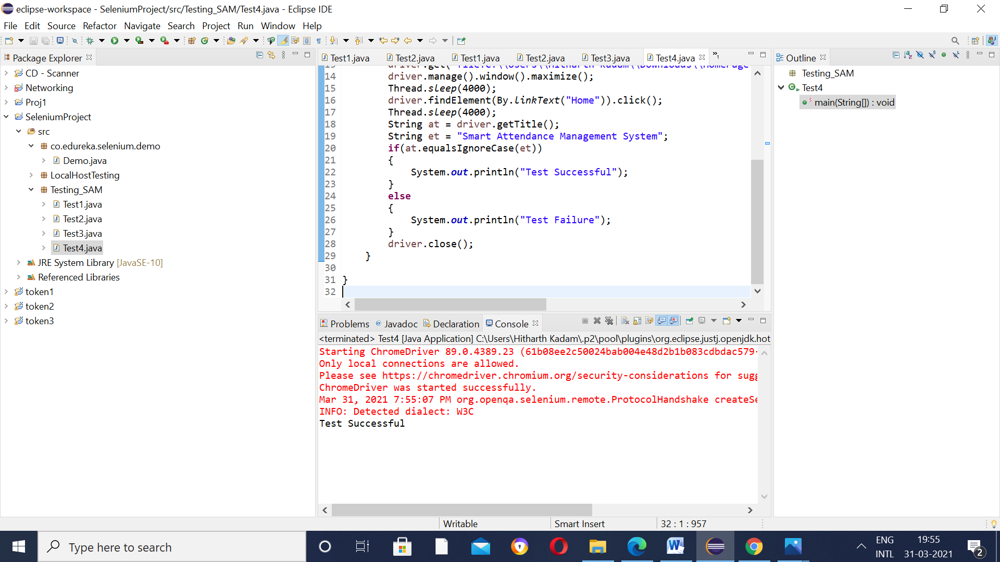 eclipse-workspace - SeleniumProject/src/Testing_SAM/Test4.java - Eclipse IDE
File Edit Source Refactor Navigate Search Project Run Window Help
Package Explorer
CD - Scanner
Networking
Proj1
SeleniumProject
src
co.edureka.selenium.demo
Demo.java
LocalHostTesting
Testing_SAM
Test1.java
Test2.java
Test3.java
Test4.java
JRE System Library [JavaSE-10]
Referenced Libraries
token1
token2
token3
Test1.java Test2.java Test1.java Test2.java Test3.java Test4.java »1
14 driver.manage().window().maximize();
15 Thread.sleep(4000);
16 driver.findElement(By.linkText("Home")).click();
17 Thread.sleep(4000);
18 String at = driver.getTitle();
19 String et = "Smart Attendance Management System";
20 if(at.equalsIgnoreCase(et))
21 {
22 System.out.println("Test Successful");
23 }
24 else
25 {
26 System.out.println("Test Failure");
27 }
28 driver.close();
29 }
30
31 }
32
Problems @ Javadoc Declaration Console
<terminated> Test4 [Java Application] C:\Users\Hitharth Kadam\.p2\pool\plugins\org.eclipse.justj.openjdk.hot
Starting ChromeDriver 89.0.4389.23 (61b08ee2c50024bab004e48d2b1b083cdbdac579-
Only local connections are allowed.
Please see https://chromedriver.chromium.org/security-considerations for sugg
ChromeDriver was started successfully.
Mar 31, 2021 7:55:07 PM org.openqa.selenium.remote.ProtocolHandshake createSe
INFO: Detected dialect: W3C
Test Successful
Outline
Testing_SAM
Test4
main(String[]) : void
Writable Smart Insert 32 : 1 : 957
Type here to search
ENG
INTL
19:55
31-03-2021
2